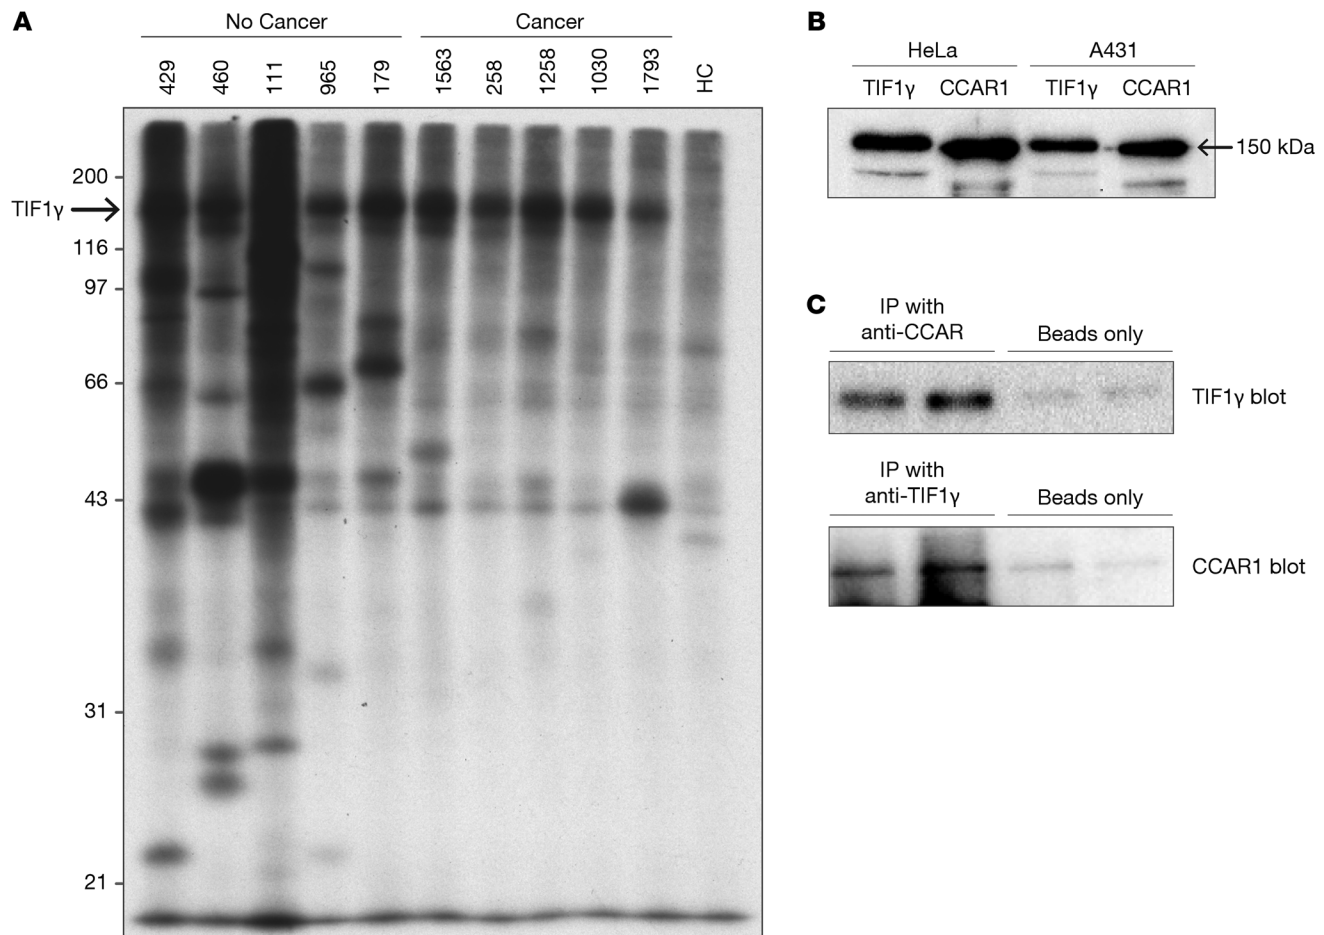 A
No Cancer
Cancer
429
460
111
965
179
1563
258
1258
1030
1793
HC
200
TIF1γ
116
97
66
43
31
21
B
HeLa
A431
TIF1γ
CCAR1
TIF1γ
CCAR1
150 kDa
C
IP with
anti-CCAR
Beads only
TIF1γ blot
IP with
anti-TIF1γ
Beads only
CCAR1 blot